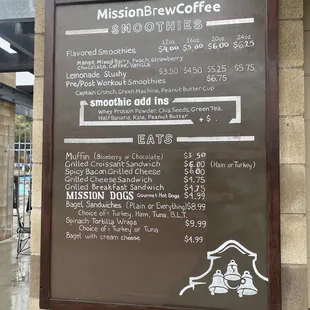 MissionBrewCoffee
SMOOTHIES
12oz 16oz 20oz 24oz
Flavored Smoothies $4.00 $5.00 $6.00 $6.75
Mango, Mixed Berry, Peach, Strawberry
Chocolate, Coffee, Vanilla
Lemonade Slushy $3.50 $4.50 $5.25 $5.75
Pre/Post Workout Smoothies $6.75
Captain Crunch, Green Machine, Peanut Butter Cup
smoothie add ins
Whey Protein Powder, Chia Seeds, Green Tea,
Half Banana, Kale, Peanut Butter + $
EATS
Muffin (Blueberry or Chocolate) $3.50
Grilled Croissant Sandwich $6.00 (Ham or Turkey)
Spicy Bacon Grilled Cheese $6.00
Grilled Cheese Sandwich $4.75
Grilled Breakfast Sandwich $4.75
MISSION DOGS Gourmet Hot Dogs $4.99
Bagel Sandwiches (Plain or Everything) $8.99
Choice of: Turkey, Ham, Tuna, B.L.T.
Spinach Tortilla Wraps $9.99
Choice of: Turkey or Tuna
Bagel with cream cheese $4.99